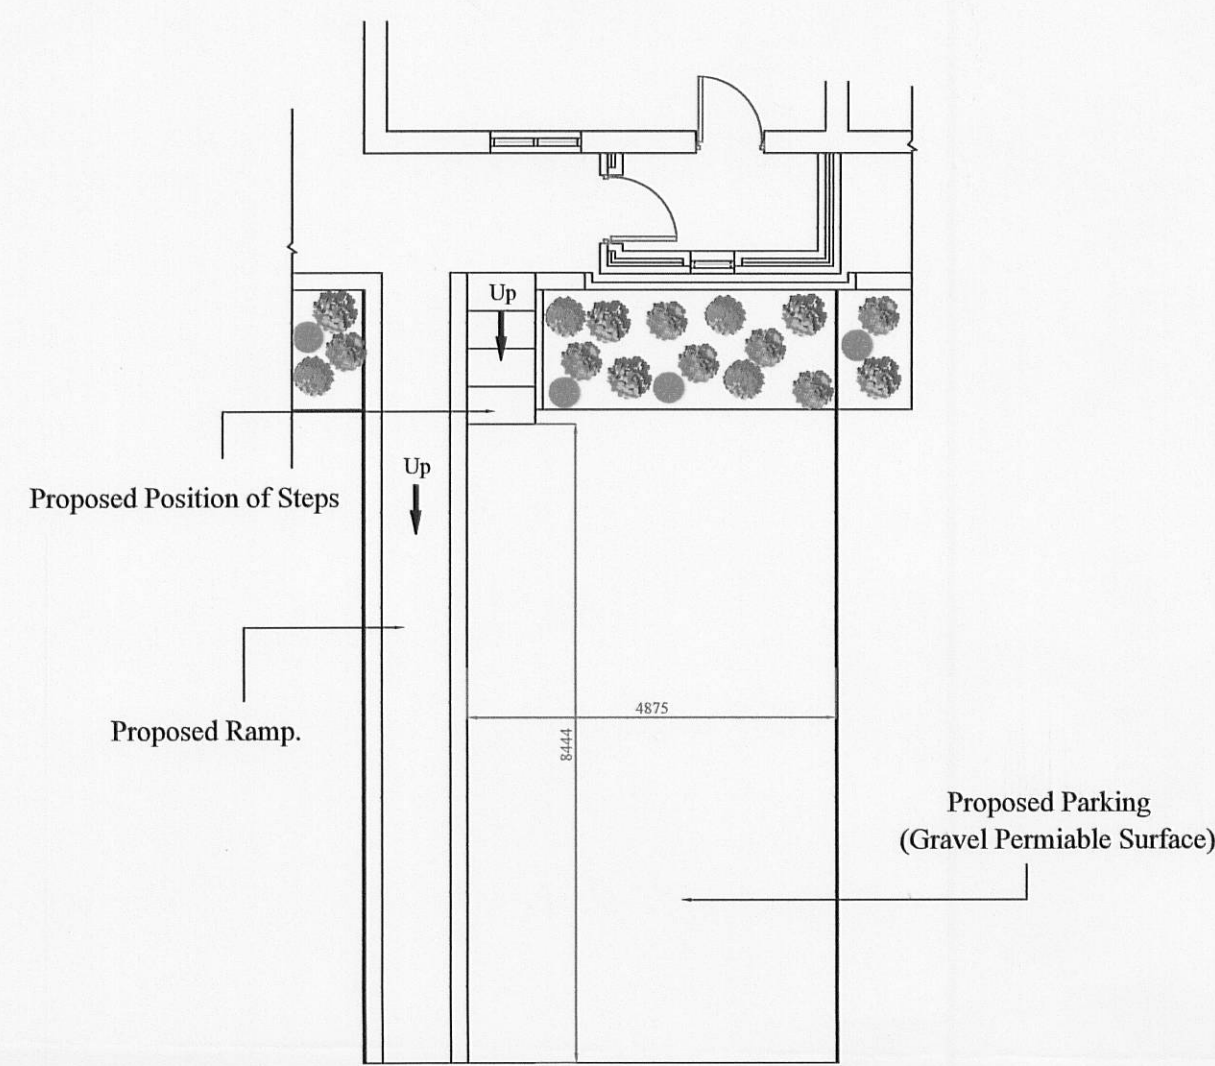 Up
Up
Proposed Position of Steps
4875
8444
Proposed Ramp.
Proposed Parking
(Gravel Permiable Surface)